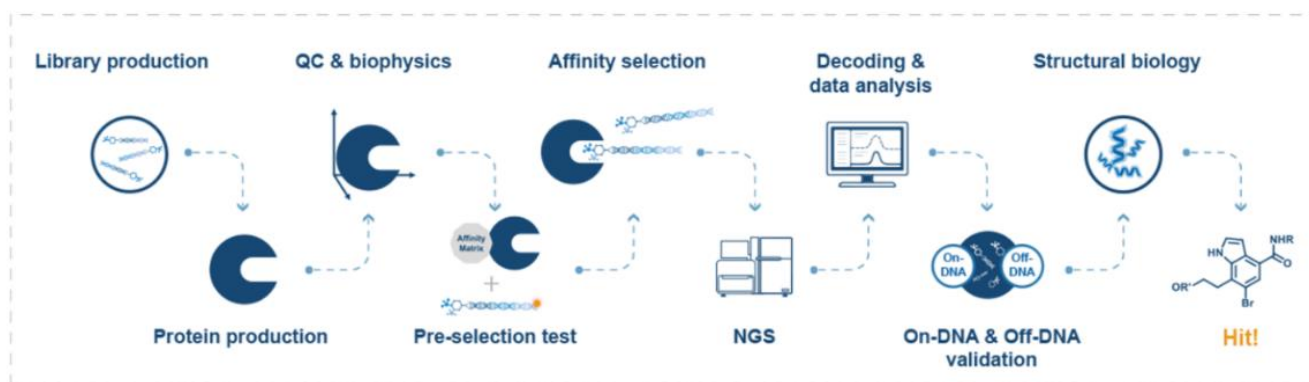 Library production
QC & biophysics
Affinity selection
Decoding &
data analysis
Structural biology
Affinity
Matrix
+
On-
DNA
Off-
DNA
HN
NHR
O
OR'
Br
Protein production
Pre-selection test
NGS
On-DNA & Off-DNA
validation
Hit!